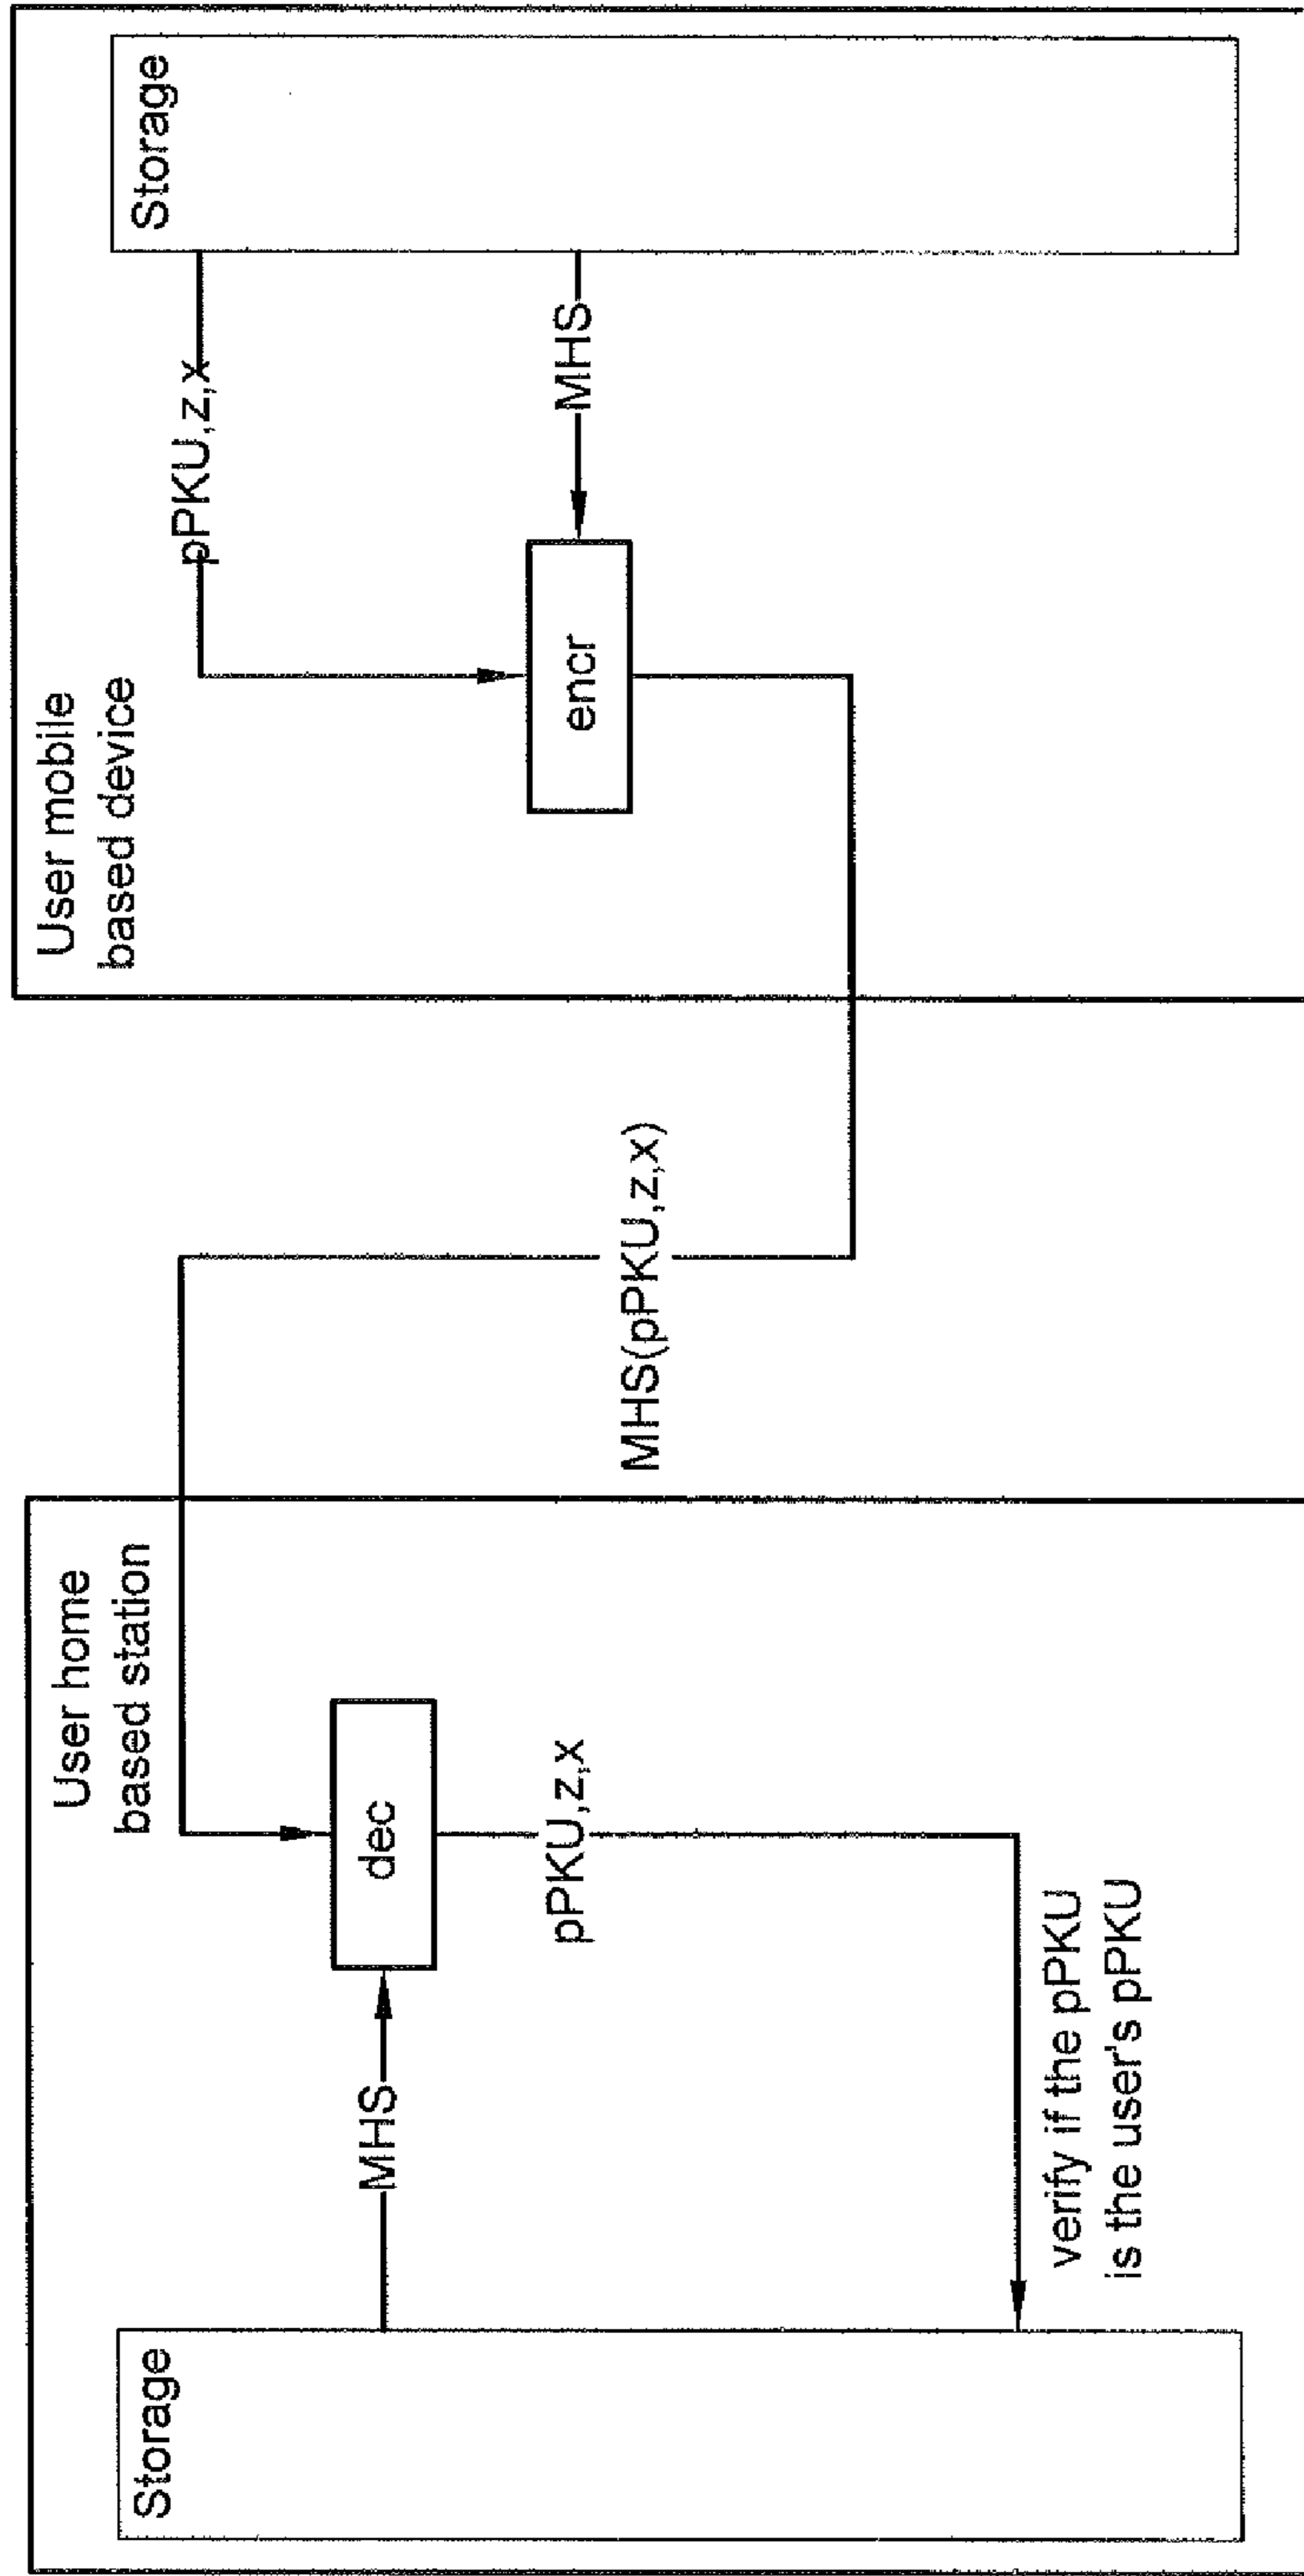 User home
based station
Storage
MHS
dec
pPKU,z,x
verify if the pPKU
is the user's pPKU
MHS(pPKU,z,x)
User mobile
based device
Storage
pPKU,z,x
MHS
encr